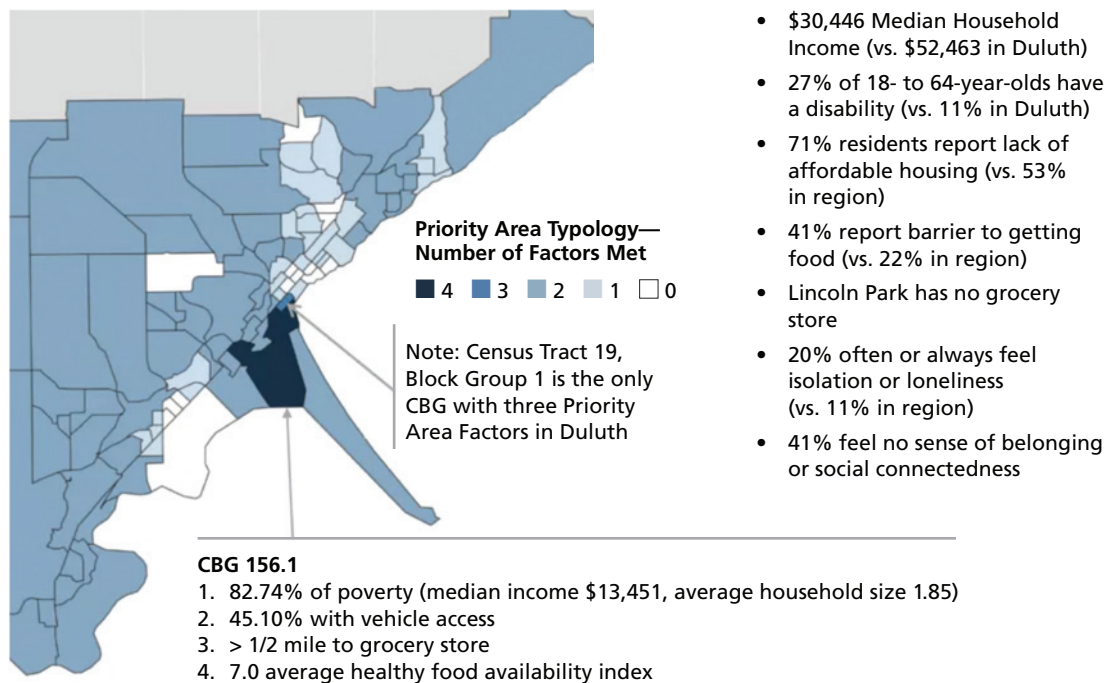 Priority Area Typology—
Number of Factors Met
4 3 2 1 0
Note: Census Tract 19,
Block Group 1 is the only
CBG with three Priority
Area Factors in Duluth
• $30,446 Median Household
Income (vs. $52,463 in Duluth)
• 27% of 18- to 64-year-olds have
a disability (vs. 11% in Duluth)
• 71% residents report lack of
affordable housing (vs. 53%
in region)
• 41% report barrier to getting
food (vs. 22% in region)
• Lincoln Park has no grocery
store
• 20% often or always feel
isolation or loneliness
(vs. 11% in region)
• 41% feel no sense of belonging
or social connectedness
CBG 156.1
1. 82.74% of poverty (median income $13,451, average household size 1.85)
2. 45.10% with vehicle access
3. > 1/2 mile to grocery store
4. 7.0 average healthy food availability index